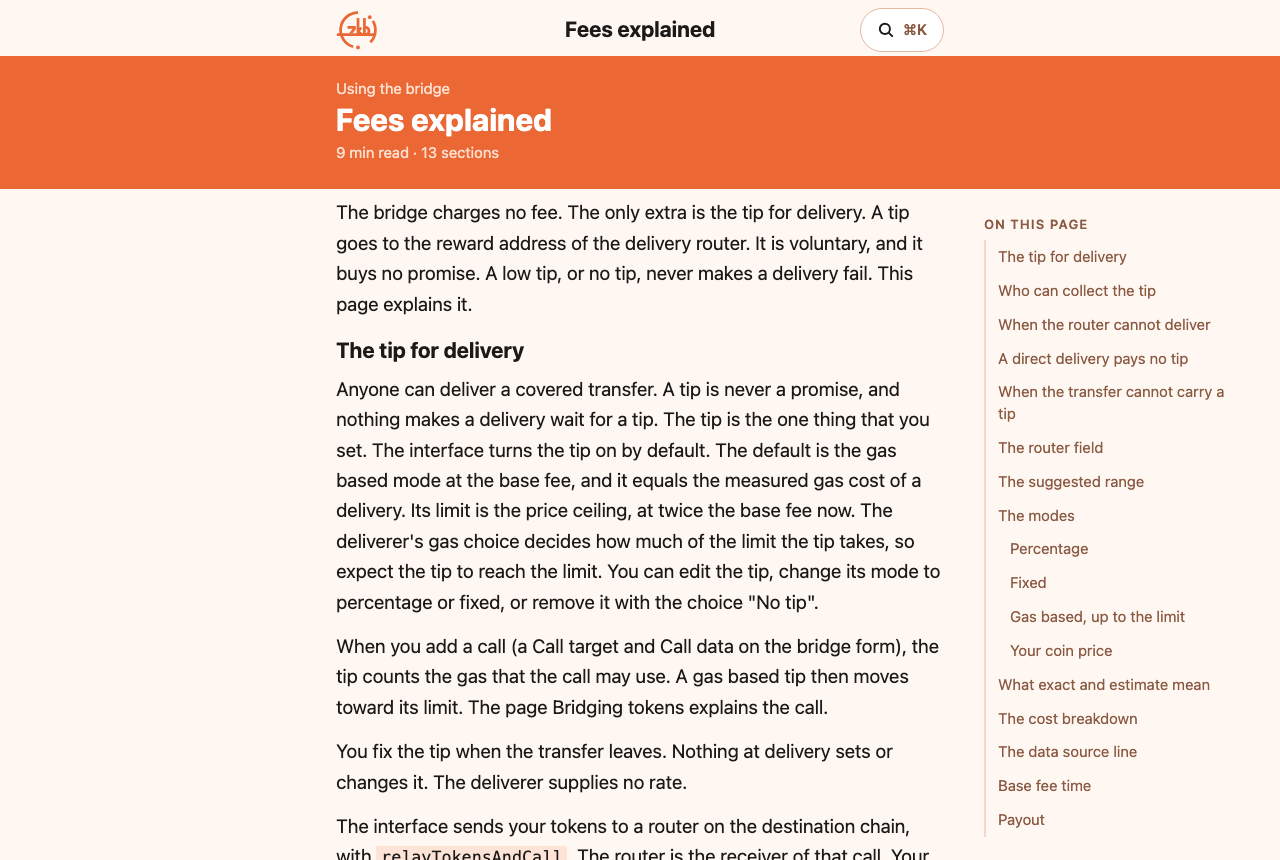 zkb
Fees explained
⌘K
Using the bridge
Fees explained
9 min read · 13 sections
The bridge charges no fee. The only extra is the tip for delivery. A tip
goes to the reward address of the delivery router. It is voluntary, and it
buys no promise. A low tip, or no tip, never makes a delivery fail. This
page explains it.
The tip for delivery
Anyone can deliver a covered transfer. A tip is never a promise, and
nothing makes a delivery wait for a tip. The tip is the one thing that you
set. The interface turns the tip on by default. The default is the gas
based mode at the base fee, and it equals the measured gas cost of a
delivery. Its limit is the price ceiling, at twice the base fee now. The
deliverer's gas choice decides how much of the limit the tip takes, so
expect the tip to reach the limit. You can edit the tip, change its mode to
percentage or fixed, or remove it with the choice "No tip".
When you add a call (a Call target and Call data on the bridge form), the
tip counts the gas that the call may use. A gas based tip then moves
toward its limit. The page Bridging tokens explains the call.
You fix the tip when the transfer leaves. Nothing at delivery sets or
changes it. The deliverer supplies no rate.
The interface sends your tokens to a router on the destination chain,
with relayTokensAndCall. The router is the receiver of that call. Your
ON THIS PAGE
The tip for delivery
Who can collect the tip
When the router cannot deliver
A direct delivery pays no tip
When the transfer cannot carry a
tip
The router field
The suggested range
The modes
Percentage
Fixed
Gas based, up to the limit
Your coin price
What exact and estimate mean
The cost breakdown
The data source line
Base fee time
Payout